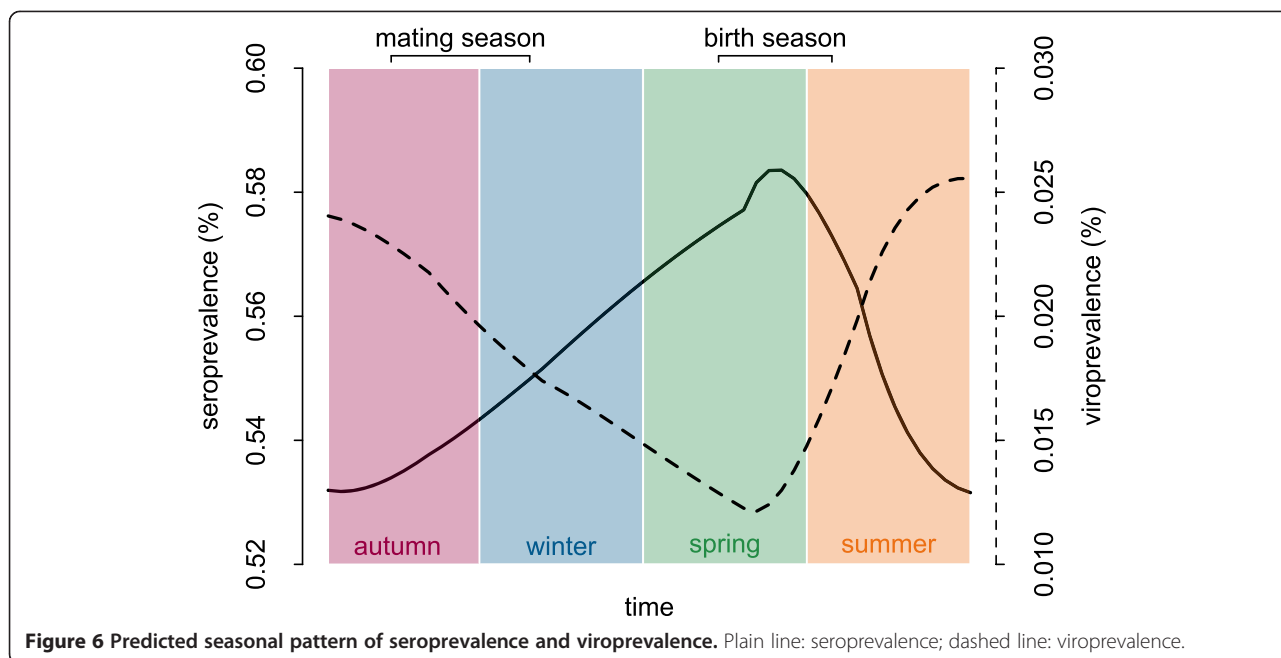 mating season
birth season
0.60
0.58
0.56
0.54
0.52
seroprevalence (%)
0.030
0.025
0.020
0.015
0.010
viroprevalence (%)
autumn
winter
spring
summer
time
Figure 6 Predicted seasonal pattern of seroprevalence and viroprevalence. Plain line: seroprevalence; dashed line: viroprevalence.